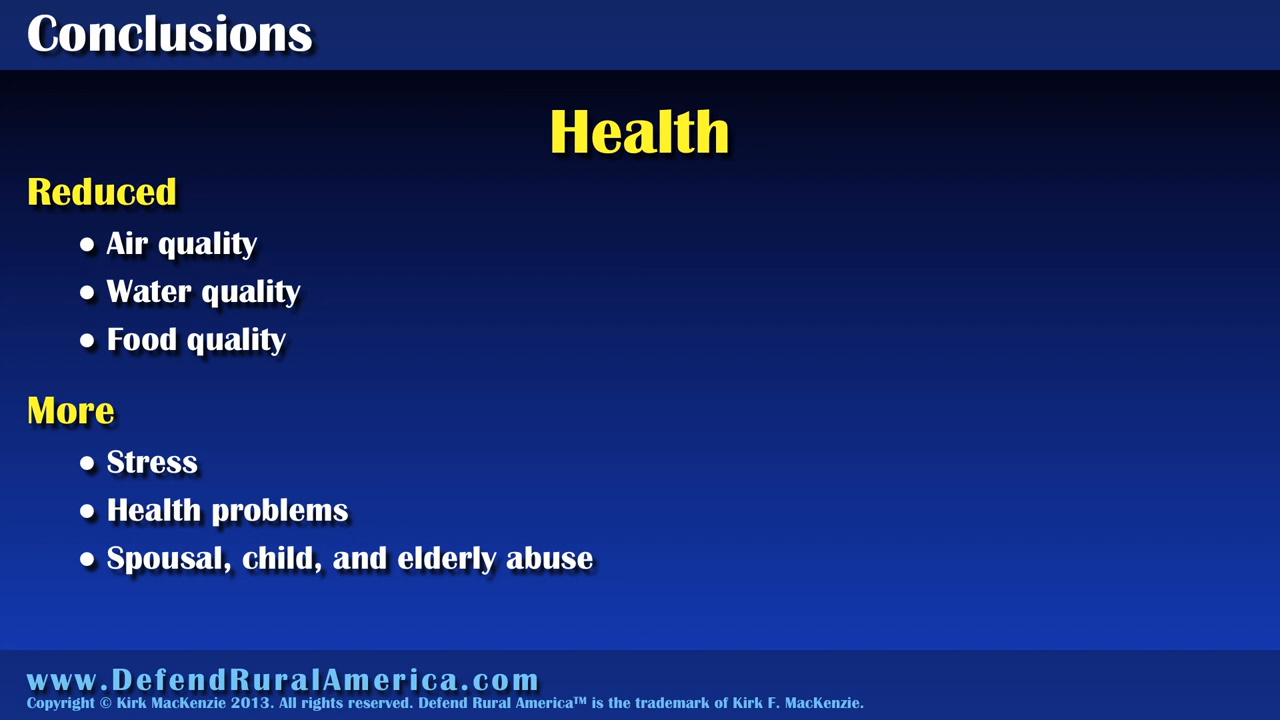 Conclusions
Health
Reduced
● Air quality
● Water quality
● Food quality
More
● Stress
● Health problems
● Spousal, child, and elderly abuse
www.DefendRuralAmerica.com
Copyright © Kirk MacKenzie 2013. All rights reserved. Defend Rural America™ is the trademark of Kirk F. MacKenzie.